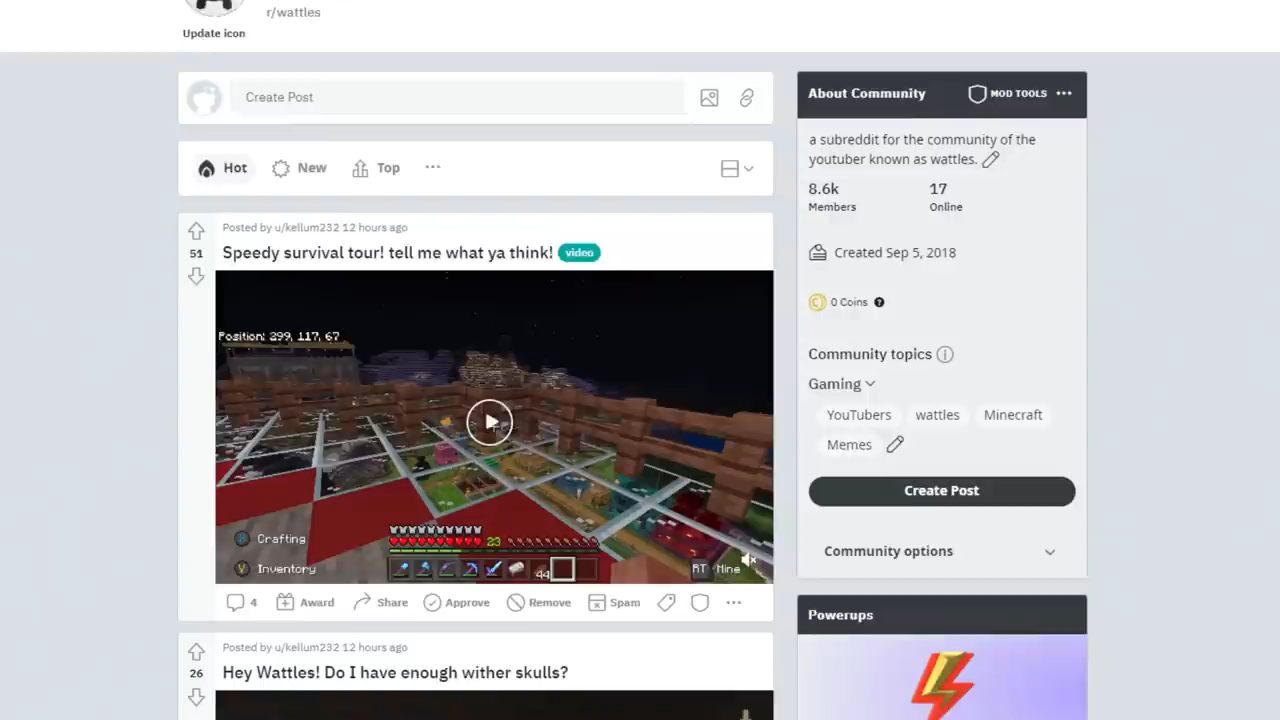 r/wattles
Update icon
Create Post
Hot
New
Top
Posted by u/kellum232 12 hours ago
51
Speedy survival tour! tell me what ya think! video
Position: 299, 117, 67
23
X Crafting
Y Inventory
44
RT Mine
4
Award
Share
Approve
Remove
Spam
Posted by u/kellum232 12 hours ago
26
Hey Wattles! Do I have enough wither skulls?
About Community
MOD TOOLS
a subreddit for the community of the
youtuber known as wattles.
8.6k
17
Members
Online
Created Sep 5, 2018
0 Coins
Community topics
Gaming
YouTubers
wattles
Minecraft
Memes
Create Post
Community options
Powerups